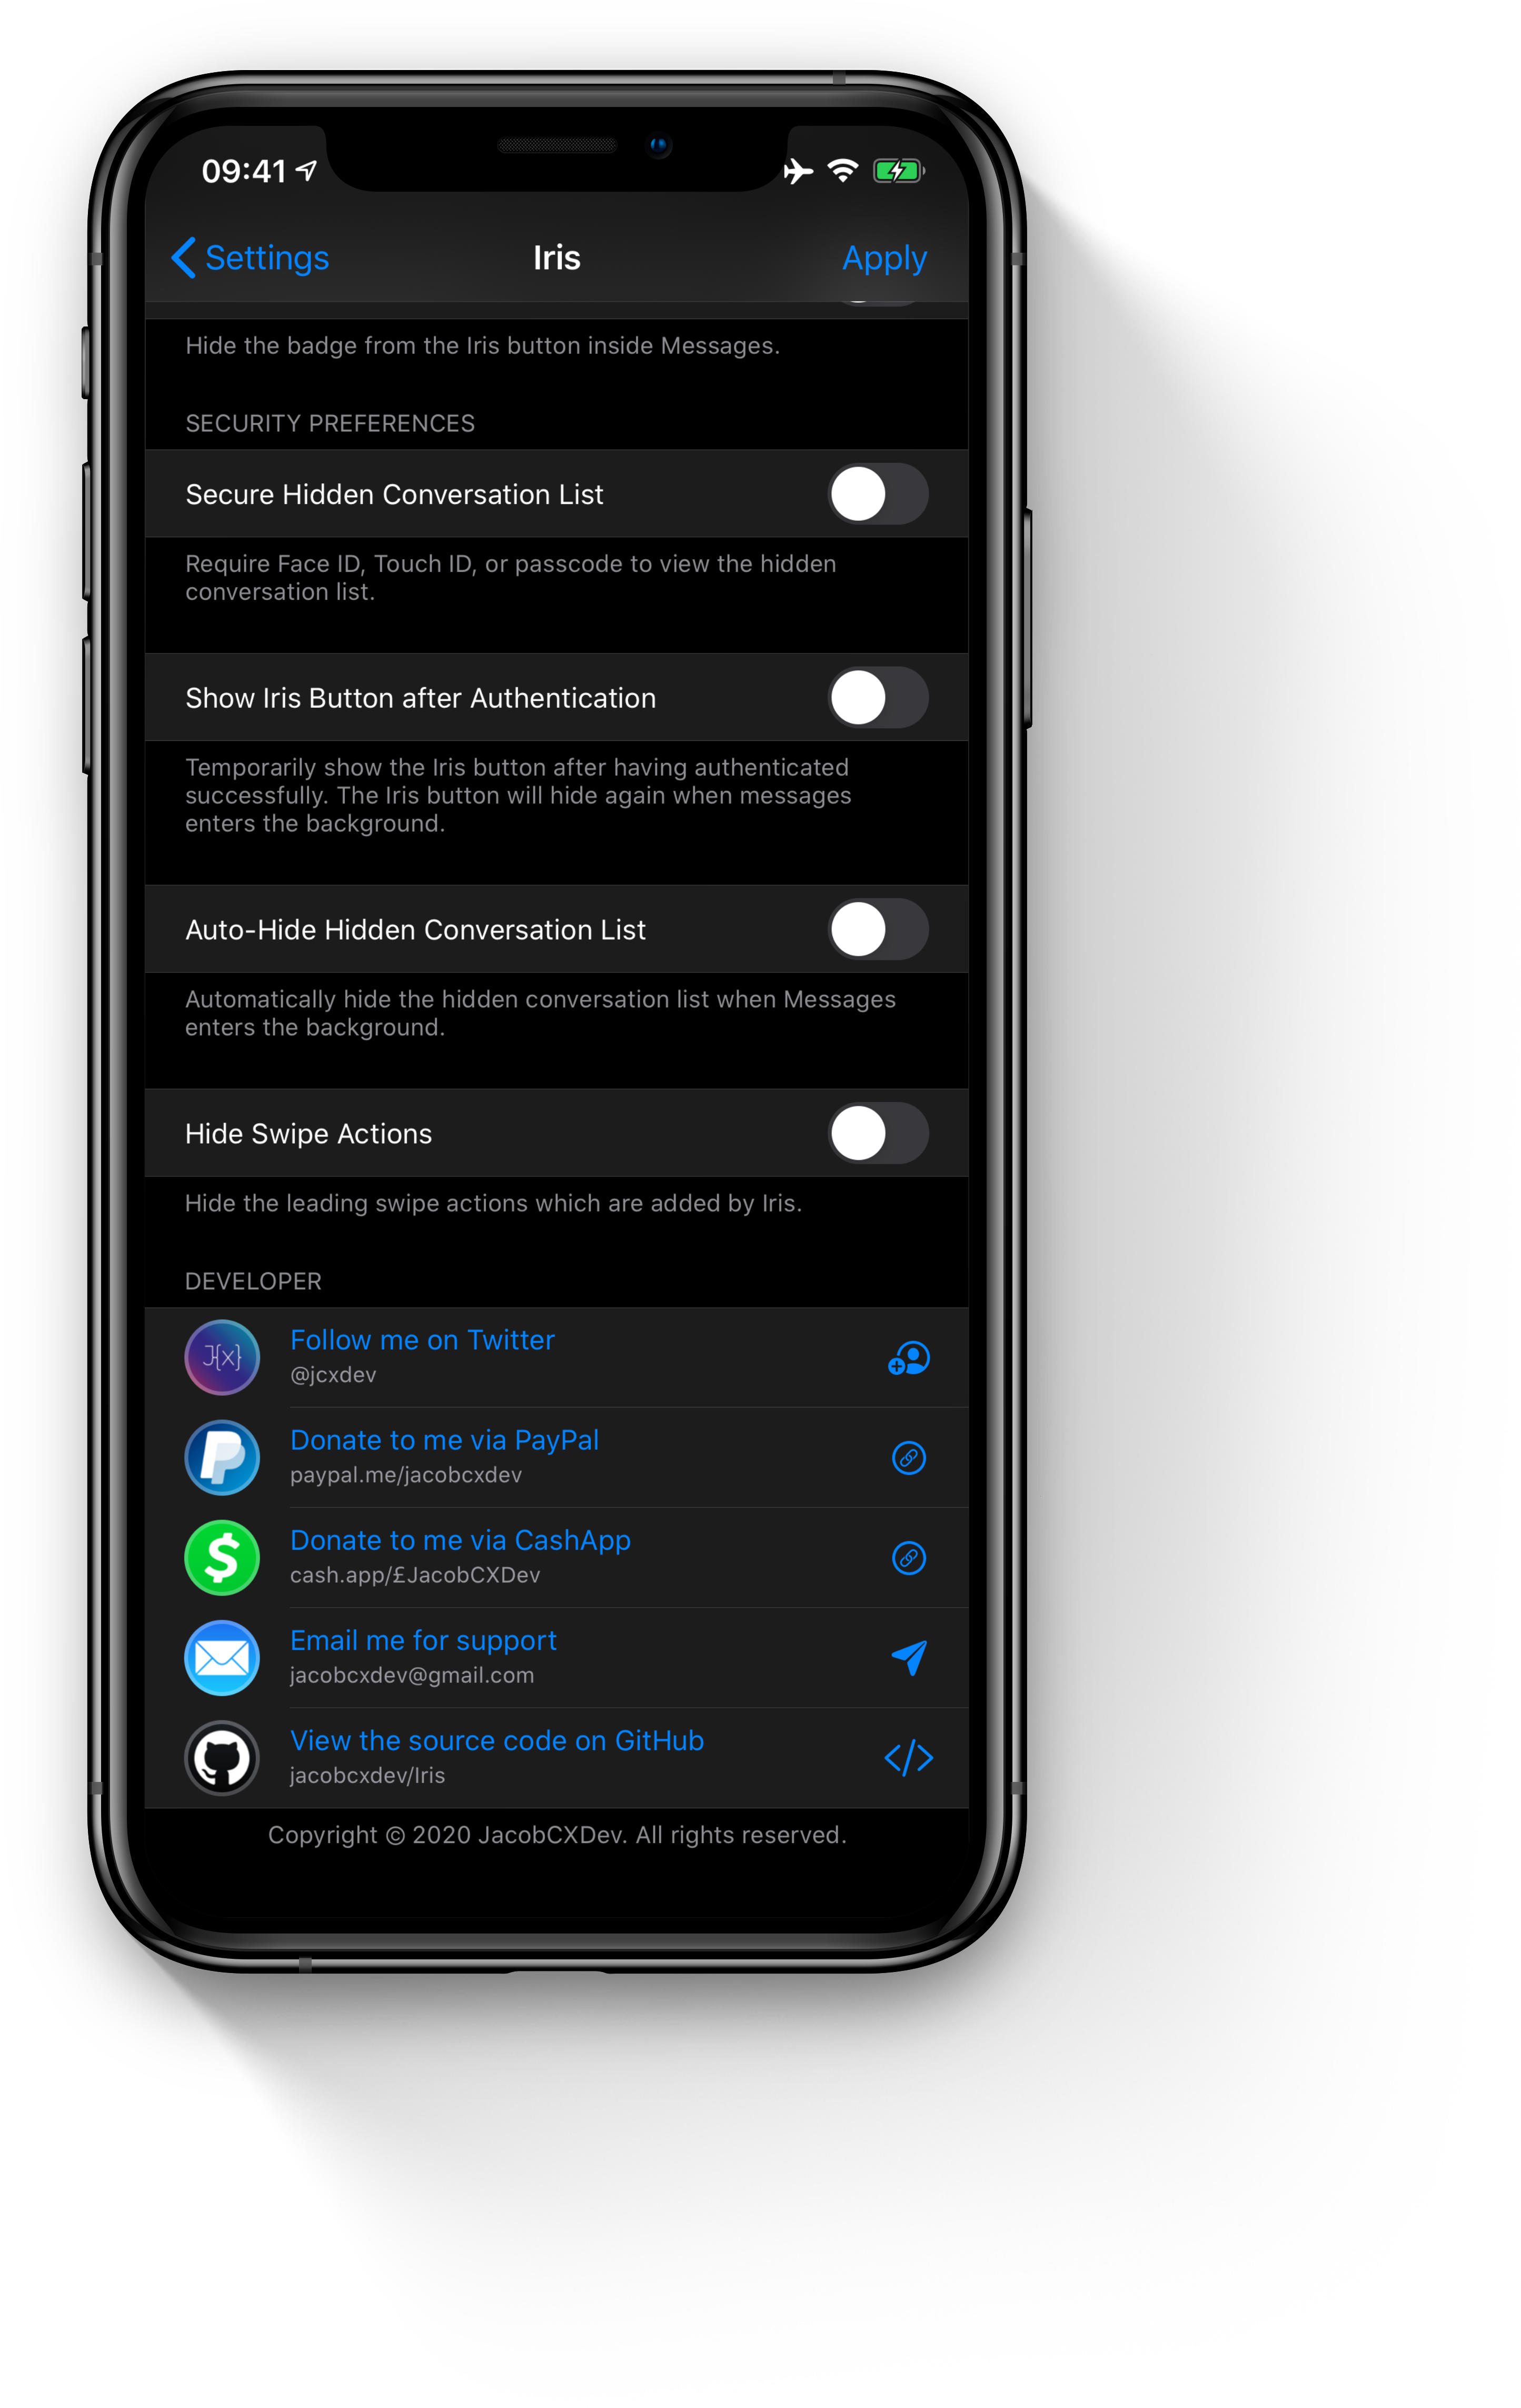 09:41
Settings
Iris
Apply
Hide the badge from the Iris button inside Messages.
SECURITY PREFERENCES
Secure Hidden Conversation List
Require Face ID, Touch ID, or passcode to view the hidden
conversation list.
Show Iris Button after Authentication
Temporarily show the Iris button after having authenticated
successfully. The Iris button will hide again when messages
enters the background.
Auto-Hide Hidden Conversation List
Automatically hide the hidden conversation list when Messages
enters the background.
Hide Swipe Actions
Hide the leading swipe actions which are added by Iris.
DEVELOPER
J{x}
Follow me on Twitter
@jcxdev
Donate to me via PayPal
paypal.me/jacobcxdev
$
Donate to me via CashApp
cash.app/£JacobCXDev
Email me for support
jacobcxdev@gmail.com
View the source code on GitHub
jacobcxdev/Iris
</>
Copyright © 2020 JacobCXDev. All rights reserved.